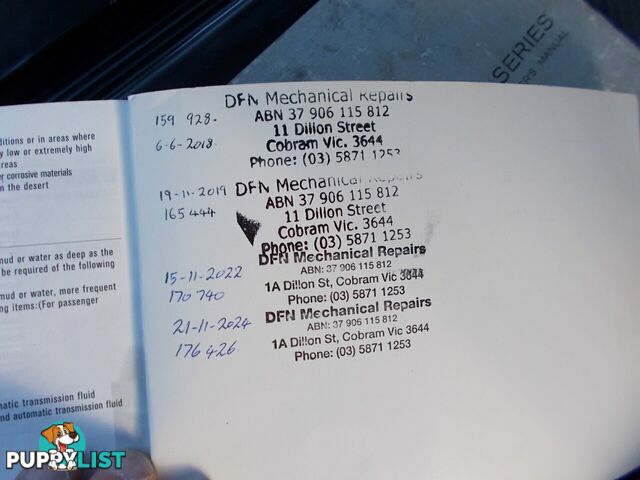 SERIES
OWNER'S MANUAL
ditions or in areas where
y low or extremely high
areas
r corrosive materials
n the desert
mud or water as deep as the
be required of the following
mud or water, more frequent
ng items:(For passenger
matic transmission fluid
nd automatic transmission fluid
159 928.
6-6-2018
DFN Mechanical Repairs
ABN 37 906 115 812
11 Dillon Street
Cobram Vic. 3644
Phone: (03) 5871 1253
19-11-2019
165 444
DFN Mechanical
ABN 37 906 115 812
11 Dillon Street
Cobram Vic. 3644
Phone: (03) 5871 1253
15-11-2022
170 740
DFN Mechanical Repairs
ABN: 37 906 115 812
1A Dillon St, Cobram Vic 3644
Phone: (03) 5871 1253
21-11-2024
176 426
DFN Mechanical Repairs
ABN: 37 906 115 812
1A Dillon St, Cobram Vic 3644
Phone: (03) 5871 1253
PUPPYLIST